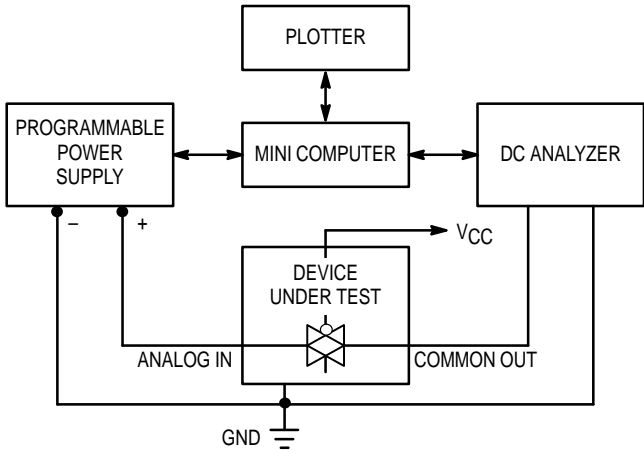 PLOTTER
PROGRAMMABLE
POWER
SUPPLY
MINI COMPUTER
DC ANALYZER
– +
VCC
DEVICE
UNDER TEST
ANALOG IN
COMMON OUT
GND